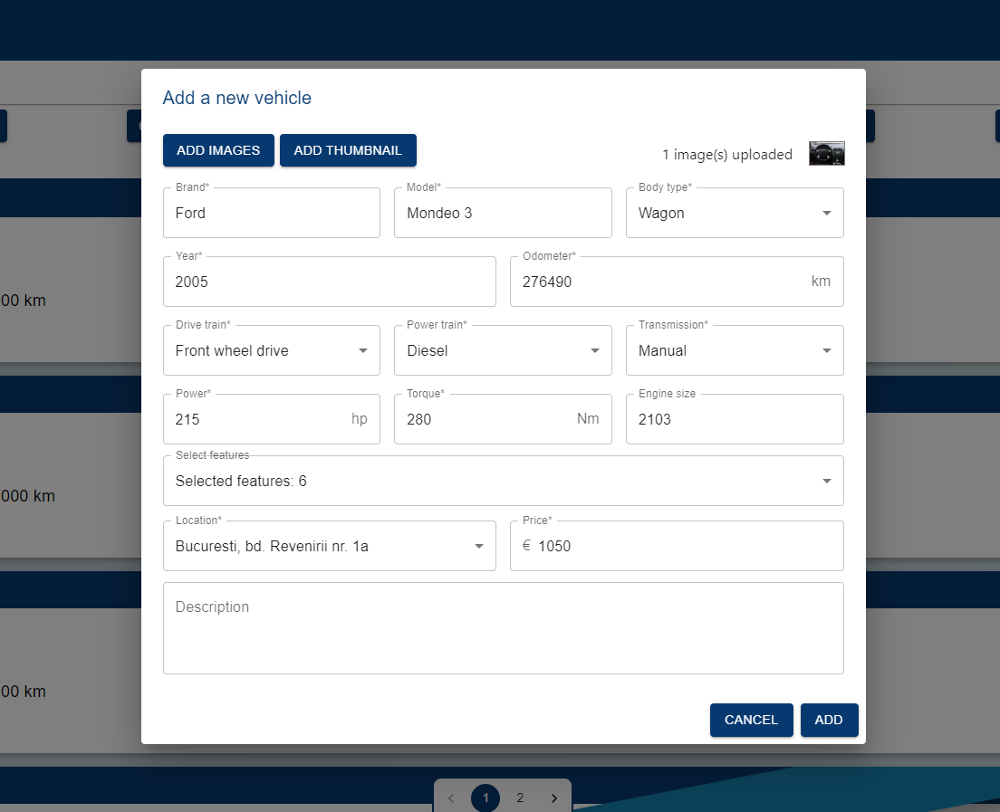 Add a new vehicle
ADD IMAGES
ADD THUMBNAIL
1 image(s) uploaded
Brand*
Ford
Model*
Mondeo 3
Body type*
Wagon
Year*
2005
Odometer*
276490
km
Drive train*
Front wheel drive
Power train*
Diesel
Transmission*
Manual
Power*
215
hp
Torque*
280
Nm
Engine size
2103
Select features
Selected features: 6
Location*
Bucuresti, bd. Revenirii nr. 1a
Price*
€ 1050
Description
CANCEL
ADD
00 km
000 km
00 km
1
2